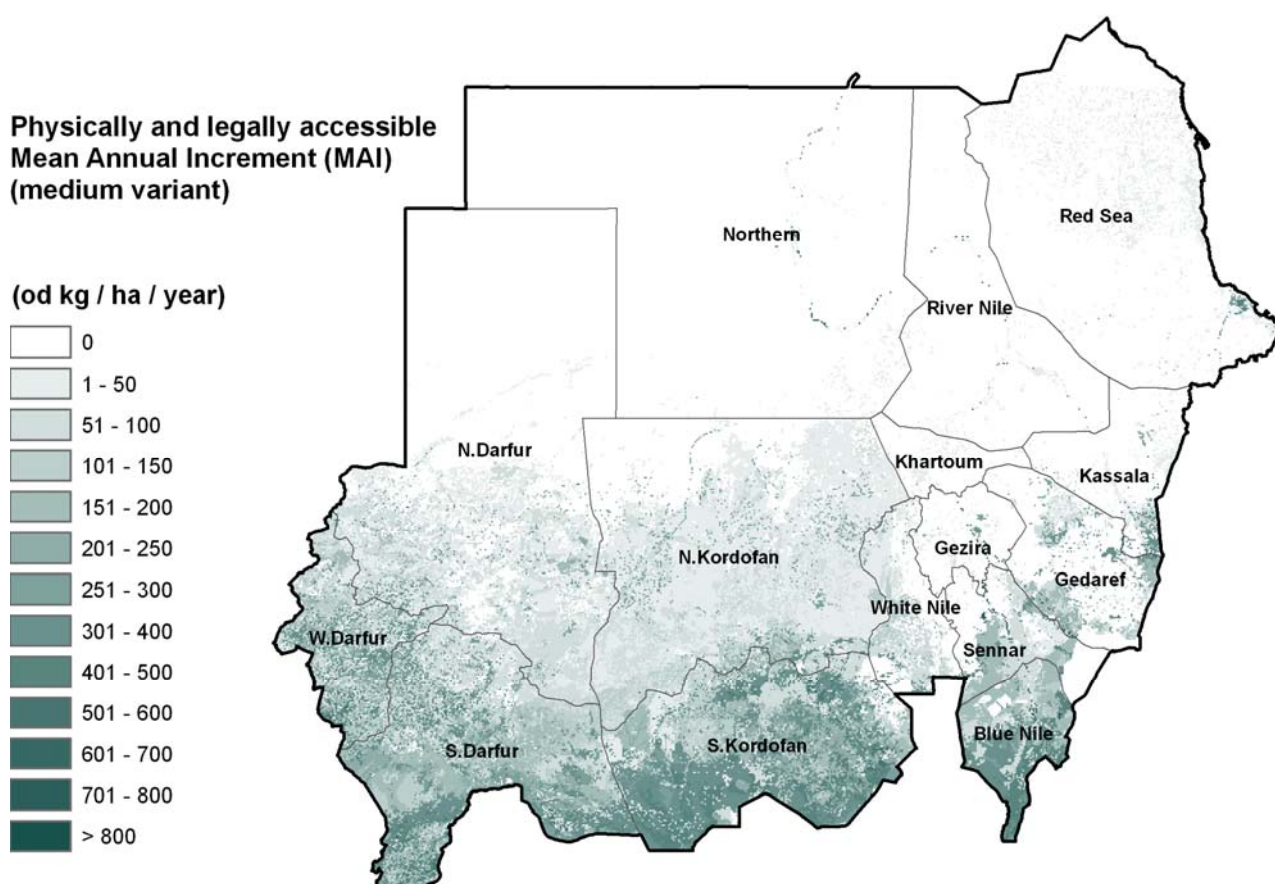 Physically and legally accessible
Mean Annual Increment (MAI)
(medium variant)
(od kg / ha / year)
0
1 - 50
51 - 100
101 - 150
151 - 200
201 - 250
251 - 300
301 - 400
401 - 500
501 - 600
601 - 700
701 - 800
> 800
Northern
Red Sea
River Nile
N.Darfur
Khartoum
Kassala
N.Kordofan
Gezira
Gedaref
White Nile
W.Darfur
Sennar
S.Darfur
S.Kordofan
Blue Nile